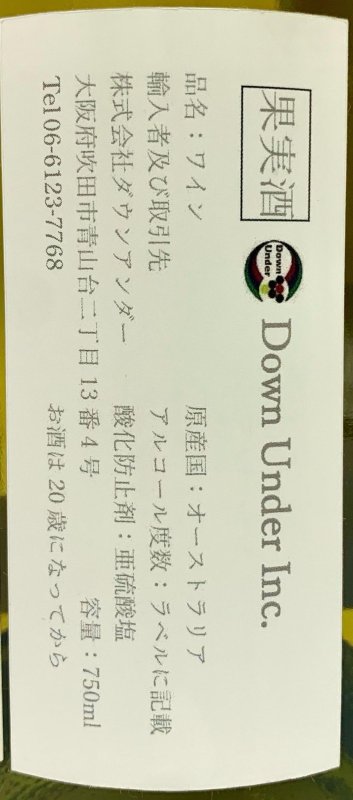 果実酒 Down Under Down Under Inc.
品名：ワイン 原産国：オーストラリア
輸入者及び取引先 アルコール度数：ラベルに記載
株式会社ダウンアンダー 酸化防止剤：亜硫酸塩
大阪府吹田市青山台二丁目13番4号 容量：750ml
Tel 06-6123-7768 お酒は20歳になってから